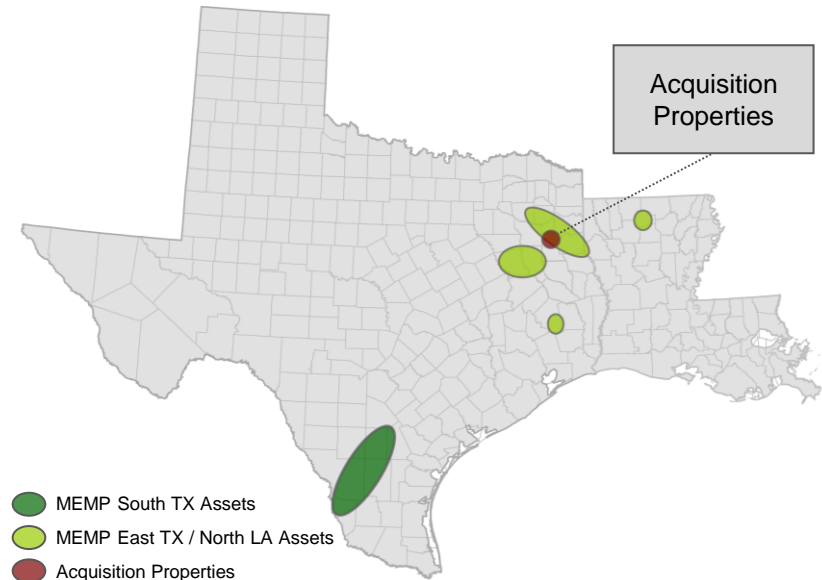 Acquisition
Properties
MEMP South TX Assets
MEMP East TX / North LA Assets
Acquisition Properties